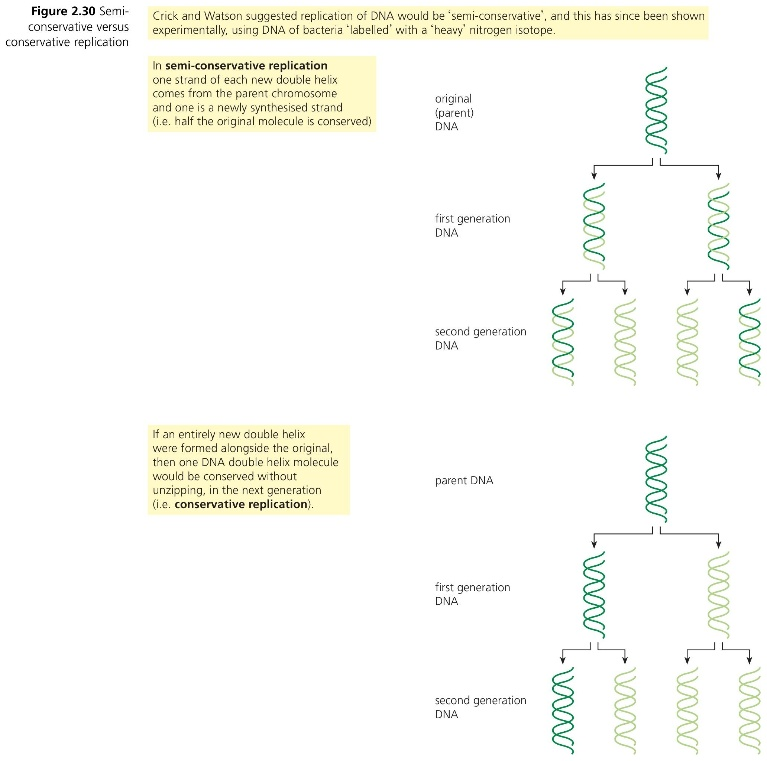 Figure 2.30 Semi-
conservative versus
conservative replication
Crick and Watson suggested replication of DNA would be ‘semi-conservative’, and this has since been shown
experimentally, using DNA of bacteria ‘labelled’ with a ‘heavy’ nitrogen isotope.
In semi-conservative replication
one strand of each new double helix
comes from the parent chromosome
and one is a newly synthesised strand
(i.e. half the original molecule is conserved)
original
(parent)
DNA
first generation
DNA
second generation
DNA
If an entirely new double helix
were formed alongside the original,
then one DNA double helix molecule
would be conserved without
unzipping, in the next generation
(i.e. conservative replication).
parent DNA
first generation
DNA
second generation
DNA